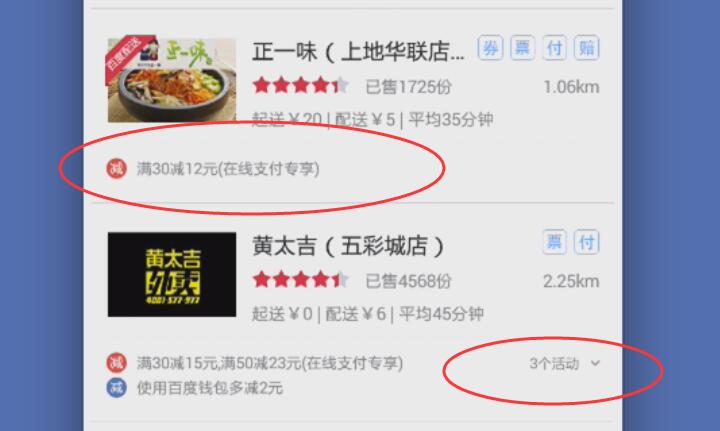 百度配送
正一味
正一味（上地华联店... 券 票 付 赔
已售1725份 1.06km
起送￥20 | 配送￥5 | 平均35分钟
减 满30减12元(在线支付专享)
黄太吉
外卖
黄太吉（五彩城店） 票 付
已售4568份 2.25km
起送￥0 | 配送￥6 | 平均45分钟
减 满30减15元,满50减23元(在线支付专享) 3个活动
减 使用百度钱包多减2元